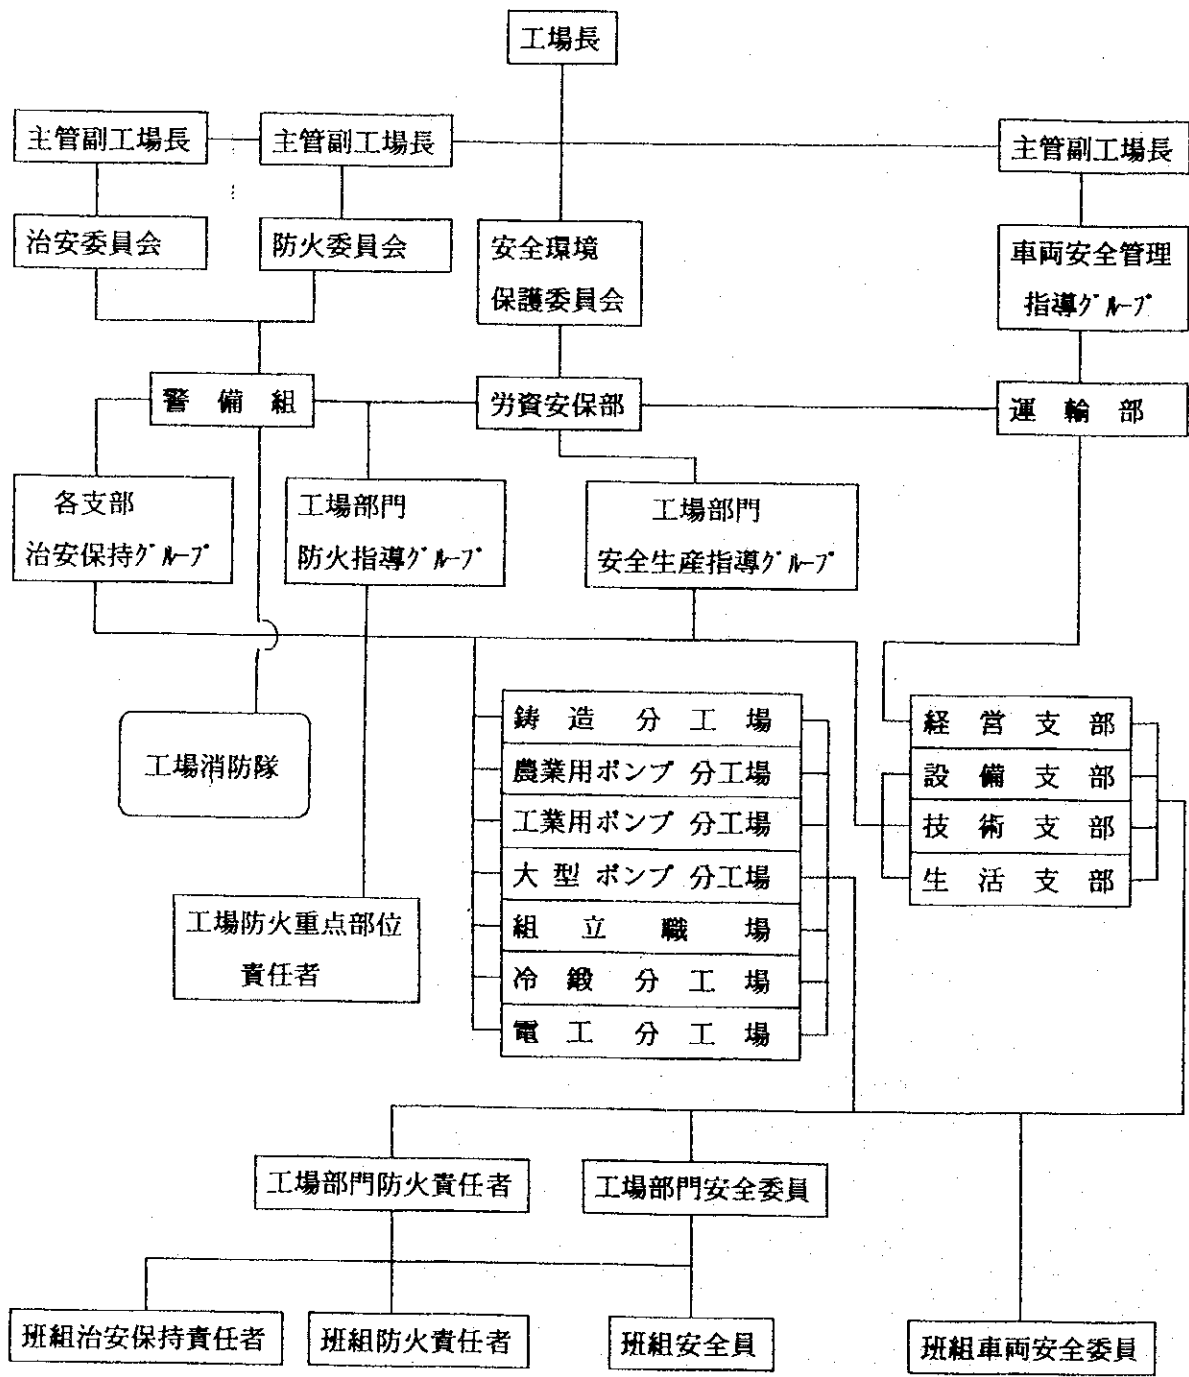 工場長
主管副工場長
主管副工場長
主管副工場長
治安委員会
防火委員会
安全環境
保護委員会
車両安全管理
指導グループ
警備組
労資安保部
運輸部
各支部
治安保持グループ
工場部門
防火指導グループ
工場部門
安全生産指導グループ
工場消防隊
鋳造分工場
農業用ポンプ分工場
工業用ポンプ分工場
大型ポンプ分工場
組立職場
冷鍛分工場
電工分工場
経営支部
設備支部
技術支部
生活支部
工場防火重点部位
責任者
工場部門防火責任者
工場部門安全委員
班組治安保持責任者
班組防火責任者
班組安全員
班組車両安全委員